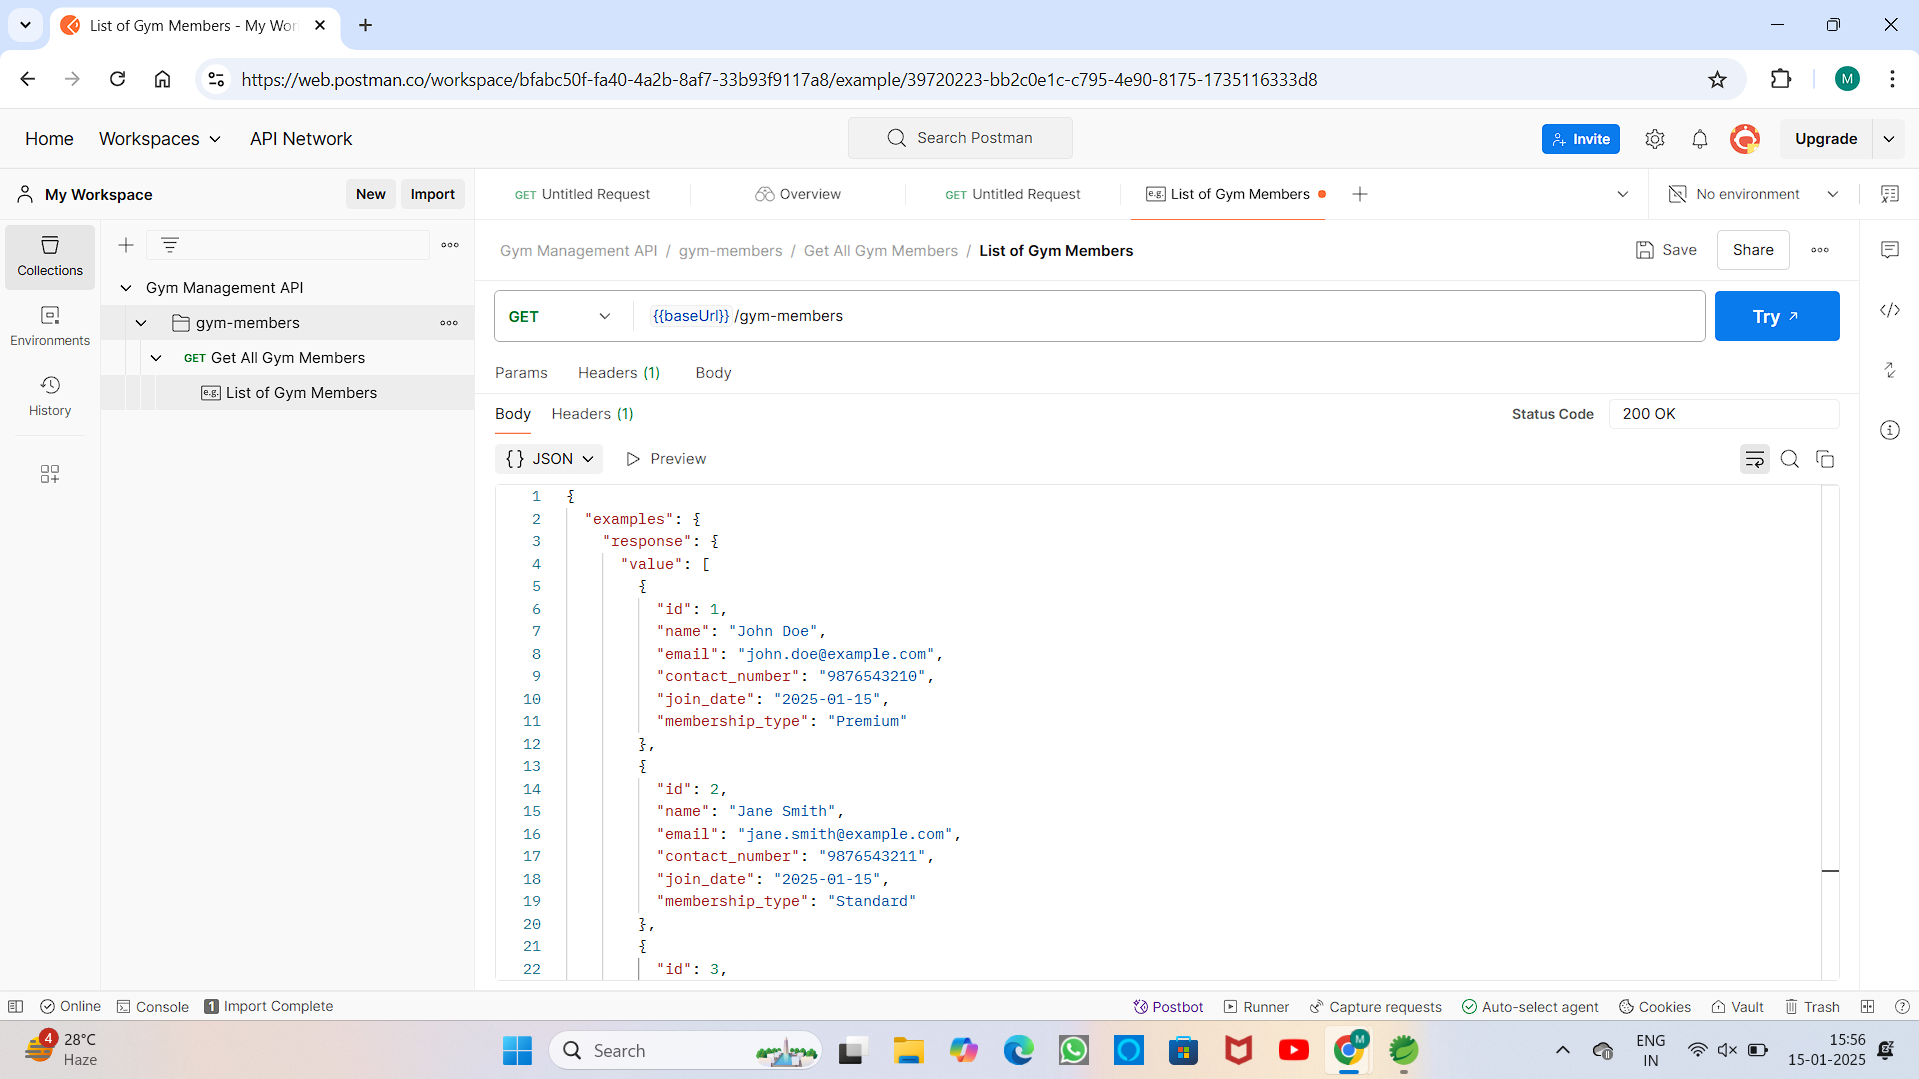 List of Gym Members - My Wor
https://web.postman.co/workspace/bfabc50f-fa40-4a2b-8af7-33b93f9117a8/example/39720223-bb2c0e1c-c795-4e90-8175-1735116333d8
M
Home Workspaces API Network
Search Postman
Invite
Upgrade
My Workspace
New Import
GET Untitled Request
Overview
GET Untitled Request
e.g. List of Gym Members
No environment
Collections
Environments
History
Gym Management API
gym-members
GET Get All Gym Members
e.g. List of Gym Members
Gym Management API / gym-members / Get All Gym Members / List of Gym Members
Save Share
GET
{{baseUrl}} /gym-members
Try
Params Headers (1) Body
Body Headers (1)
Status Code 200 OK
{} JSON Preview
1 {
2 "examples": {
3 "response": {
4 "value": [
5 {
6 "id": 1,
7 "name": "John Doe",
8 "email": "john.doe@example.com",
9 "contact_number": "9876543210",
10 "join_date": "2025-01-15",
11 "membership_type": "Premium"
12 },
13 {
14 "id": 2,
15 "name": "Jane Smith",
16 "email": "jane.smith@example.com",
17 "contact_number": "9876543211",
18 "join_date": "2025-01-15",
19 "membership_type": "Standard"
20 },
21 {
22 "id": 3,
Online Console 1 Import Complete
Postbot Runner Capture requests Auto-select agent Cookies Vault Trash
4
28°C
Haze
Search
M
ENG
IN
15:56
15-01-2025